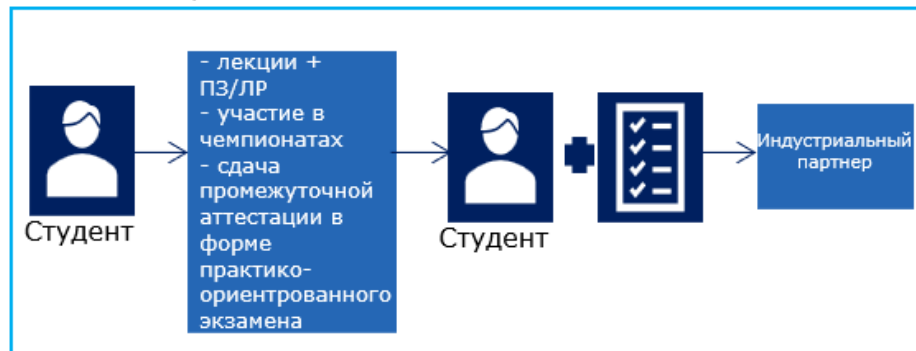 Студент
- лекции +
ПЗ/ЛР
- участие в
чемпионатах
- сдача
промежуточной
аттестации в
форме
практико-
ориентрованного
экзамена
Студент
Индустриальный
партнер